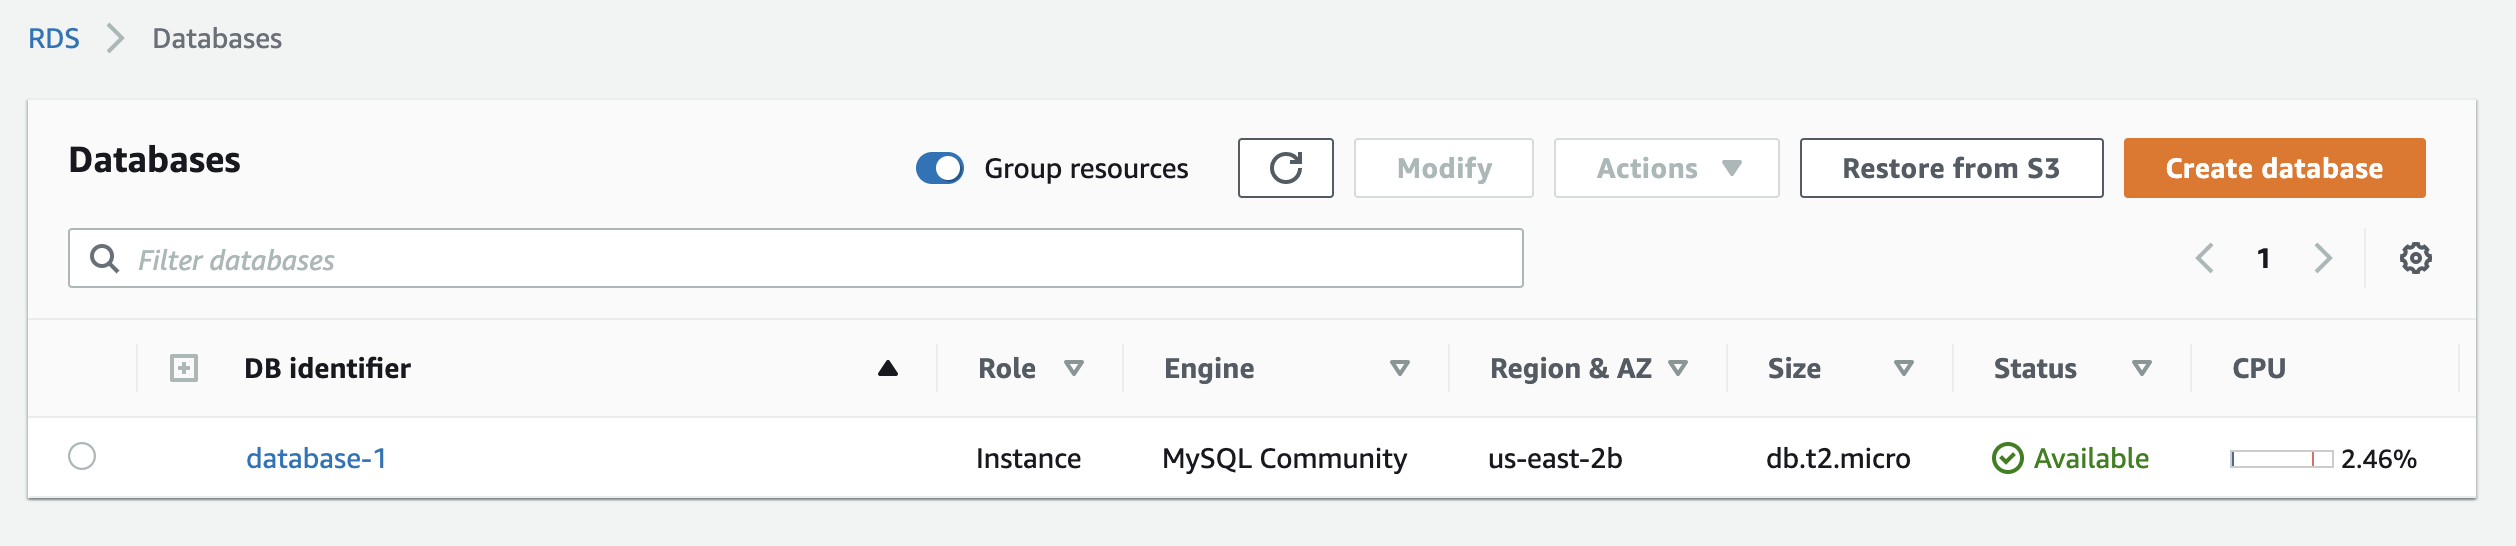 RDS Databases
Databases Group resources Modify Actions Restore from S3 Create database
Filter databases 1
DB identifier Role Engine Region & AZ Size Status CPU
database-1 Instance MySQL Community us-east-2b db.t2.micro Available 2.46%